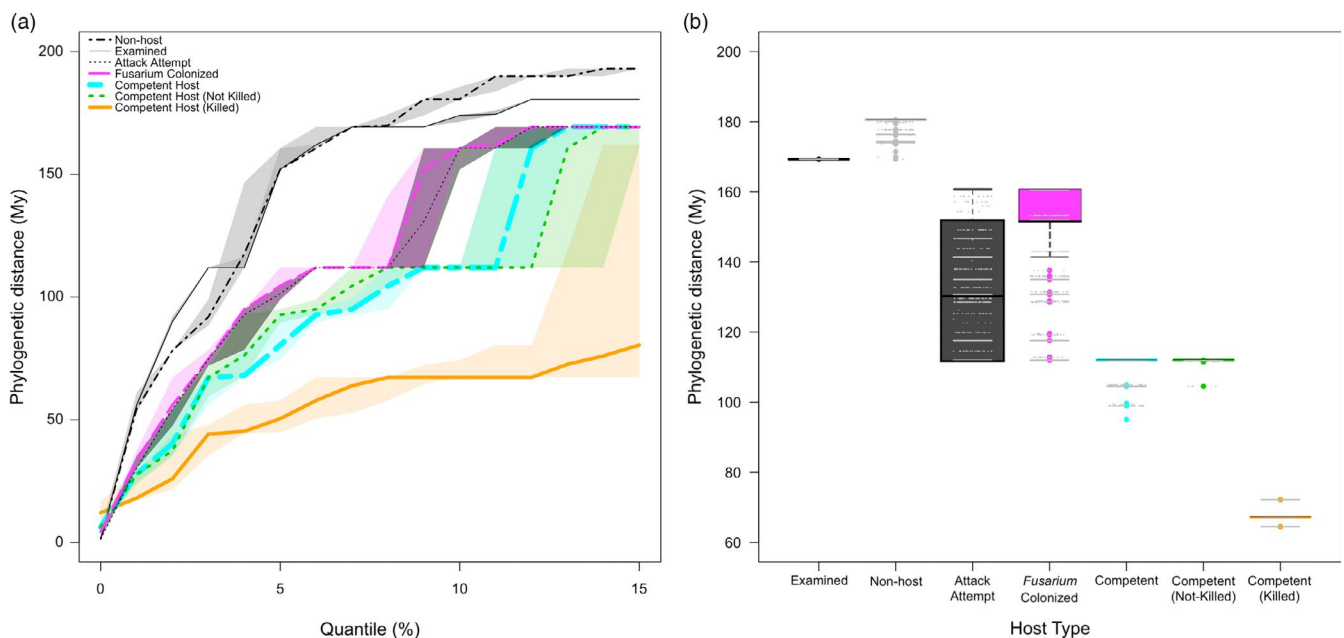 (a)
200
150
100
50
0
Phylogenetic distance (My)
Non-host
Examined
Attack Attempt
Fusarium Colonized
Competent Host
Competent Host (Not Killed)
Competent Host (Killed)
0
5
10
15
Quantile (%)
(b)
200
180
160
140
120
100
80
60
Phylogenetic distance (My)
Examined
Non-host
Attack
Attempt
Fusarium
Colonized
Competent
Competent
(Not-Killed)
Competent
(Killed)
Host Type